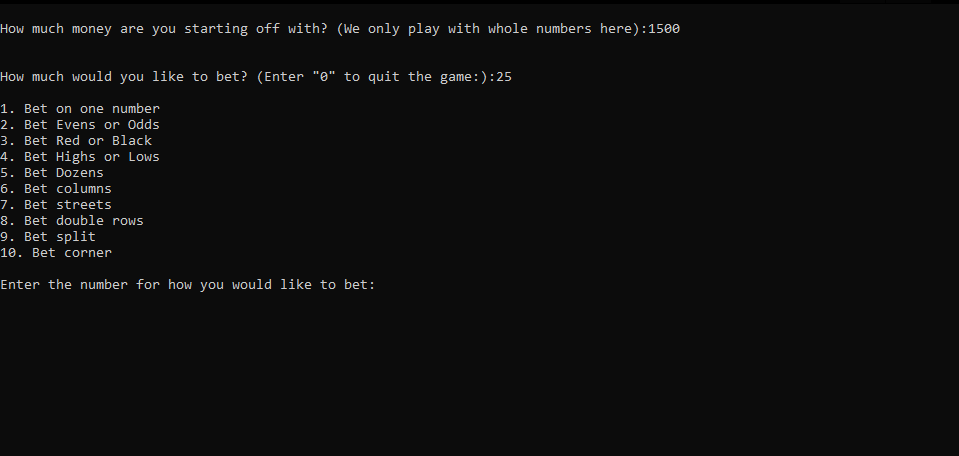 How much money are you starting off with? (We only play with whole numbers here):1500
How much would you like to bet? (Enter "0" to quit the game:):25
1. Bet on one number
2. Bet Evens or Odds
3. Bet Red or Black
4. Bet Highs or Lows
5. Bet Dozens
6. Bet columns
7. Bet streets
8. Bet double rows
9. Bet split
10. Bet corner
Enter the number for how you would like to bet: